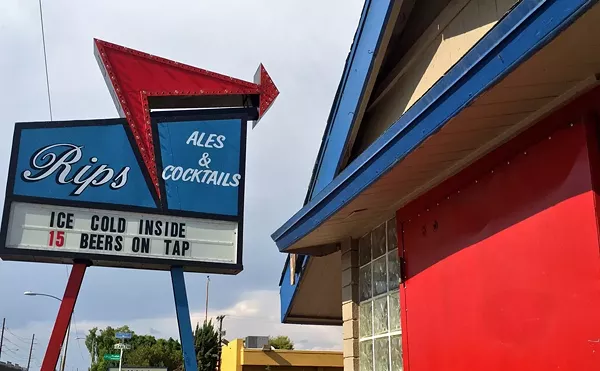 Rips
ALES
&
COCKTAILS
ICE COLD INSIDE
15 BEERS ON TAP